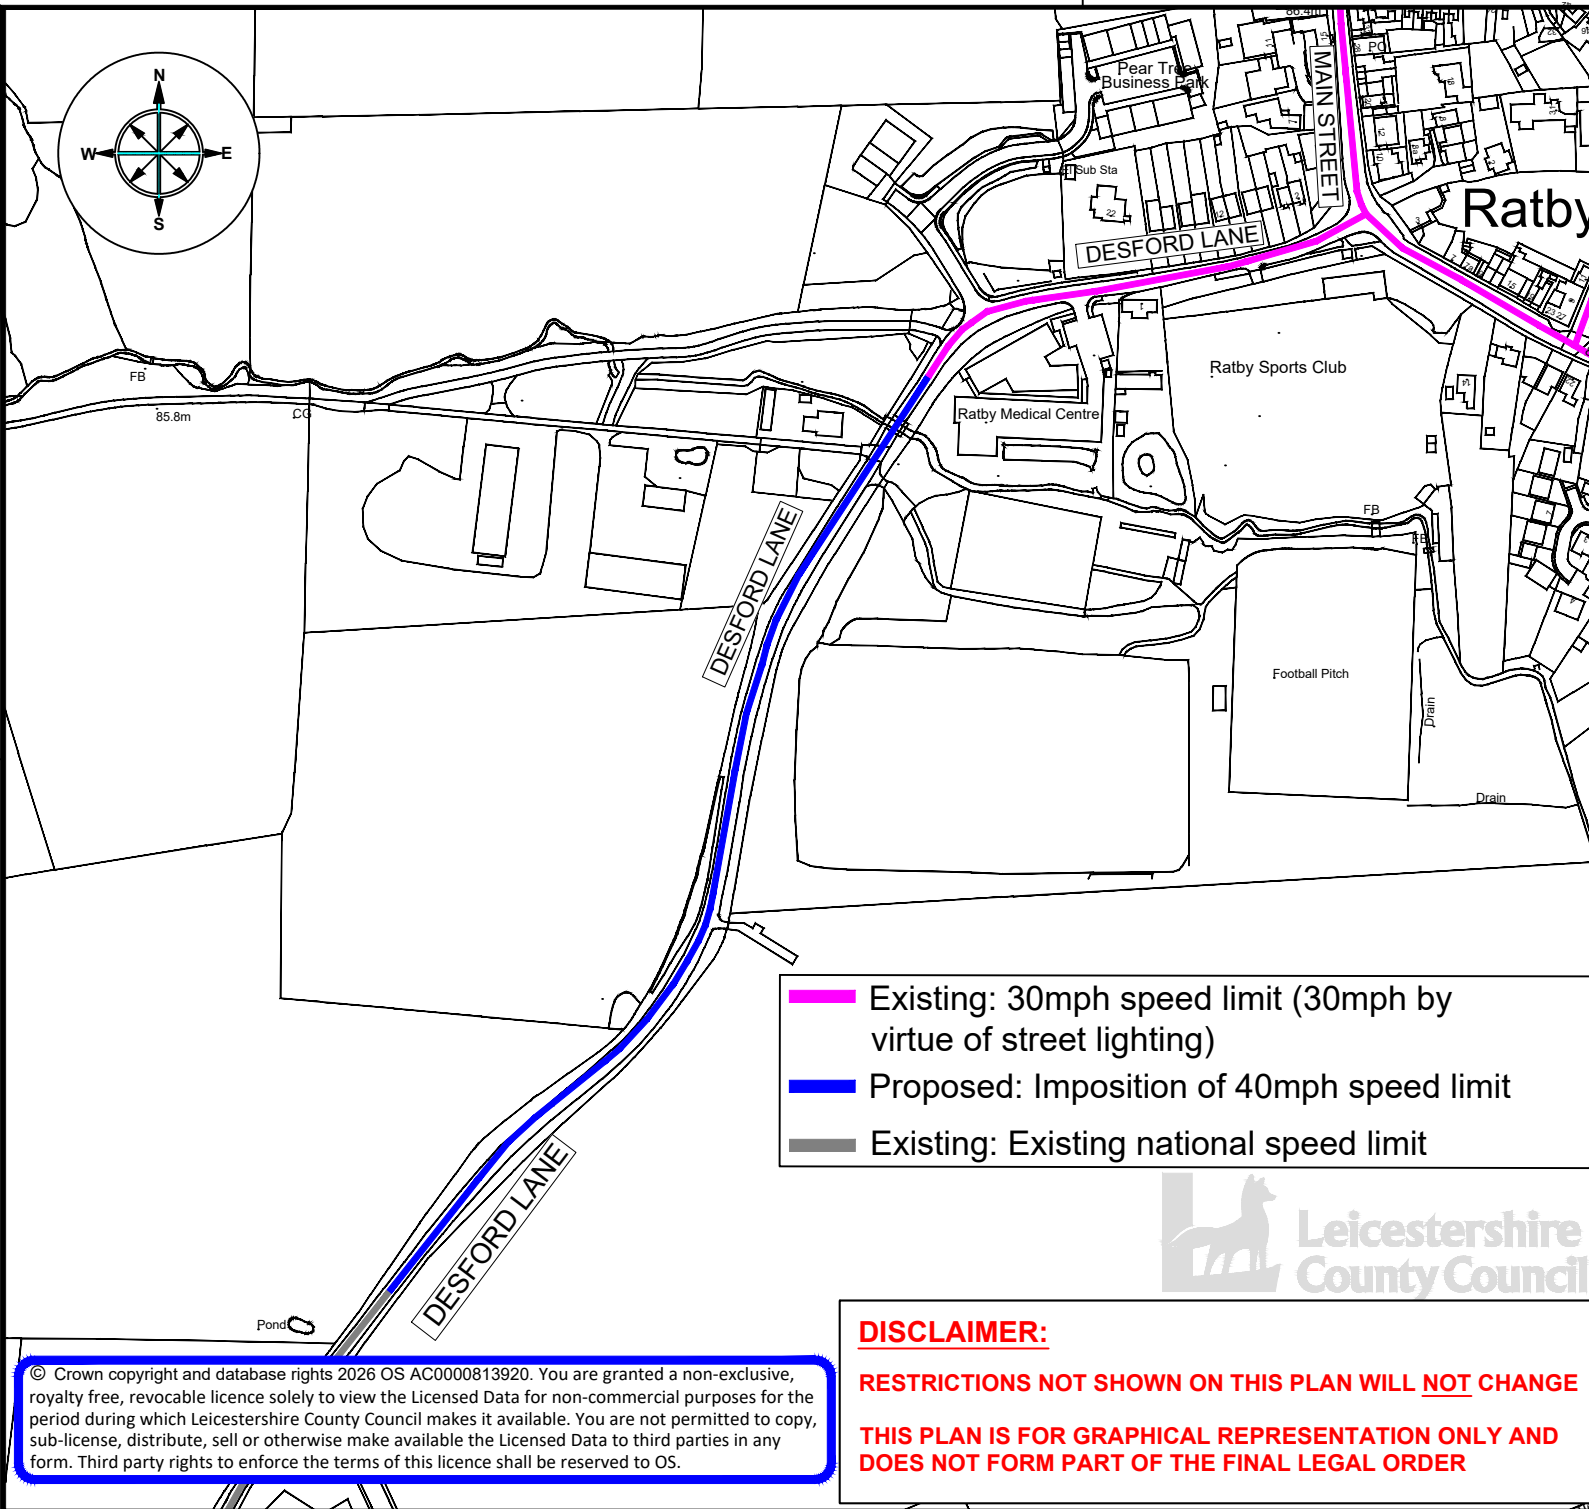 86.4m
N
W
E
S
Pear Tree
Business Park
PO
MAIN STREET
El Sub Sta
22
12
2
Ratby
DESFORD LANE
FB
85.8m
CG
Ratby Sports Club
Ratby Medical Centre
DESFORD LANE
FB
FB
Football Pitch
Drain
Drain
Existing: 30mph speed limit (30mph by
virtue of street lighting)
Proposed: Imposition of 40mph speed limit
Existing: Existing national speed limit
DESFORD LANE
Leicestershire
County Council
Pond
DISCLAIMER:
RESTRICTIONS NOT SHOWN ON THIS PLAN WILL NOT CHANGE
THIS PLAN IS FOR GRAPHICAL REPRESENTATION ONLY AND
DOES NOT FORM PART OF THE FINAL LEGAL ORDER
© Crown copyright and database rights 2026 OS AC0000813920. You are granted a non-exclusive,
royalty free, revocable licence solely to view the Licensed Data for non-commercial purposes for the
period during which Leicestershire County Council makes it available. You are not permitted to copy,
sub-license, distribute, sell or otherwise make available the Licensed Data to third parties in any
form. Third party rights to enforce the terms of this licence shall be reserved to OS.